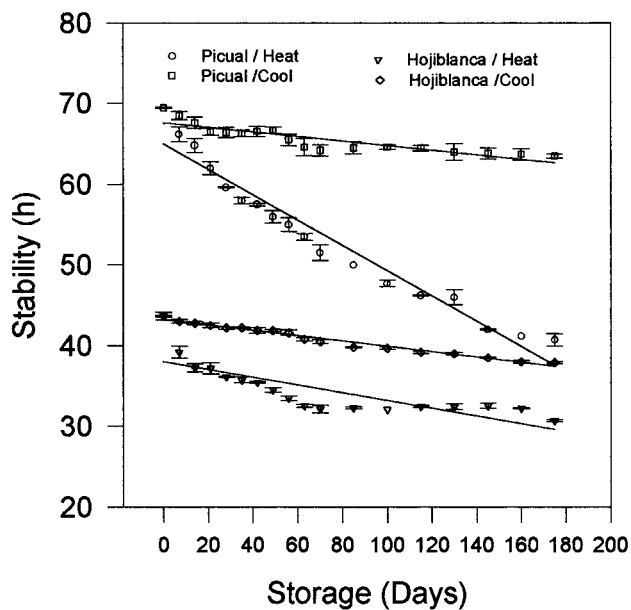 80
70
60
50
40
30
20
Stability (h)
Picual / Heat
Picual /Cool
Hojiblanca / Heat
Hojiblanca /Cool
0 20 40 60 80 100 120 140 160 180 200
Storage (Days)